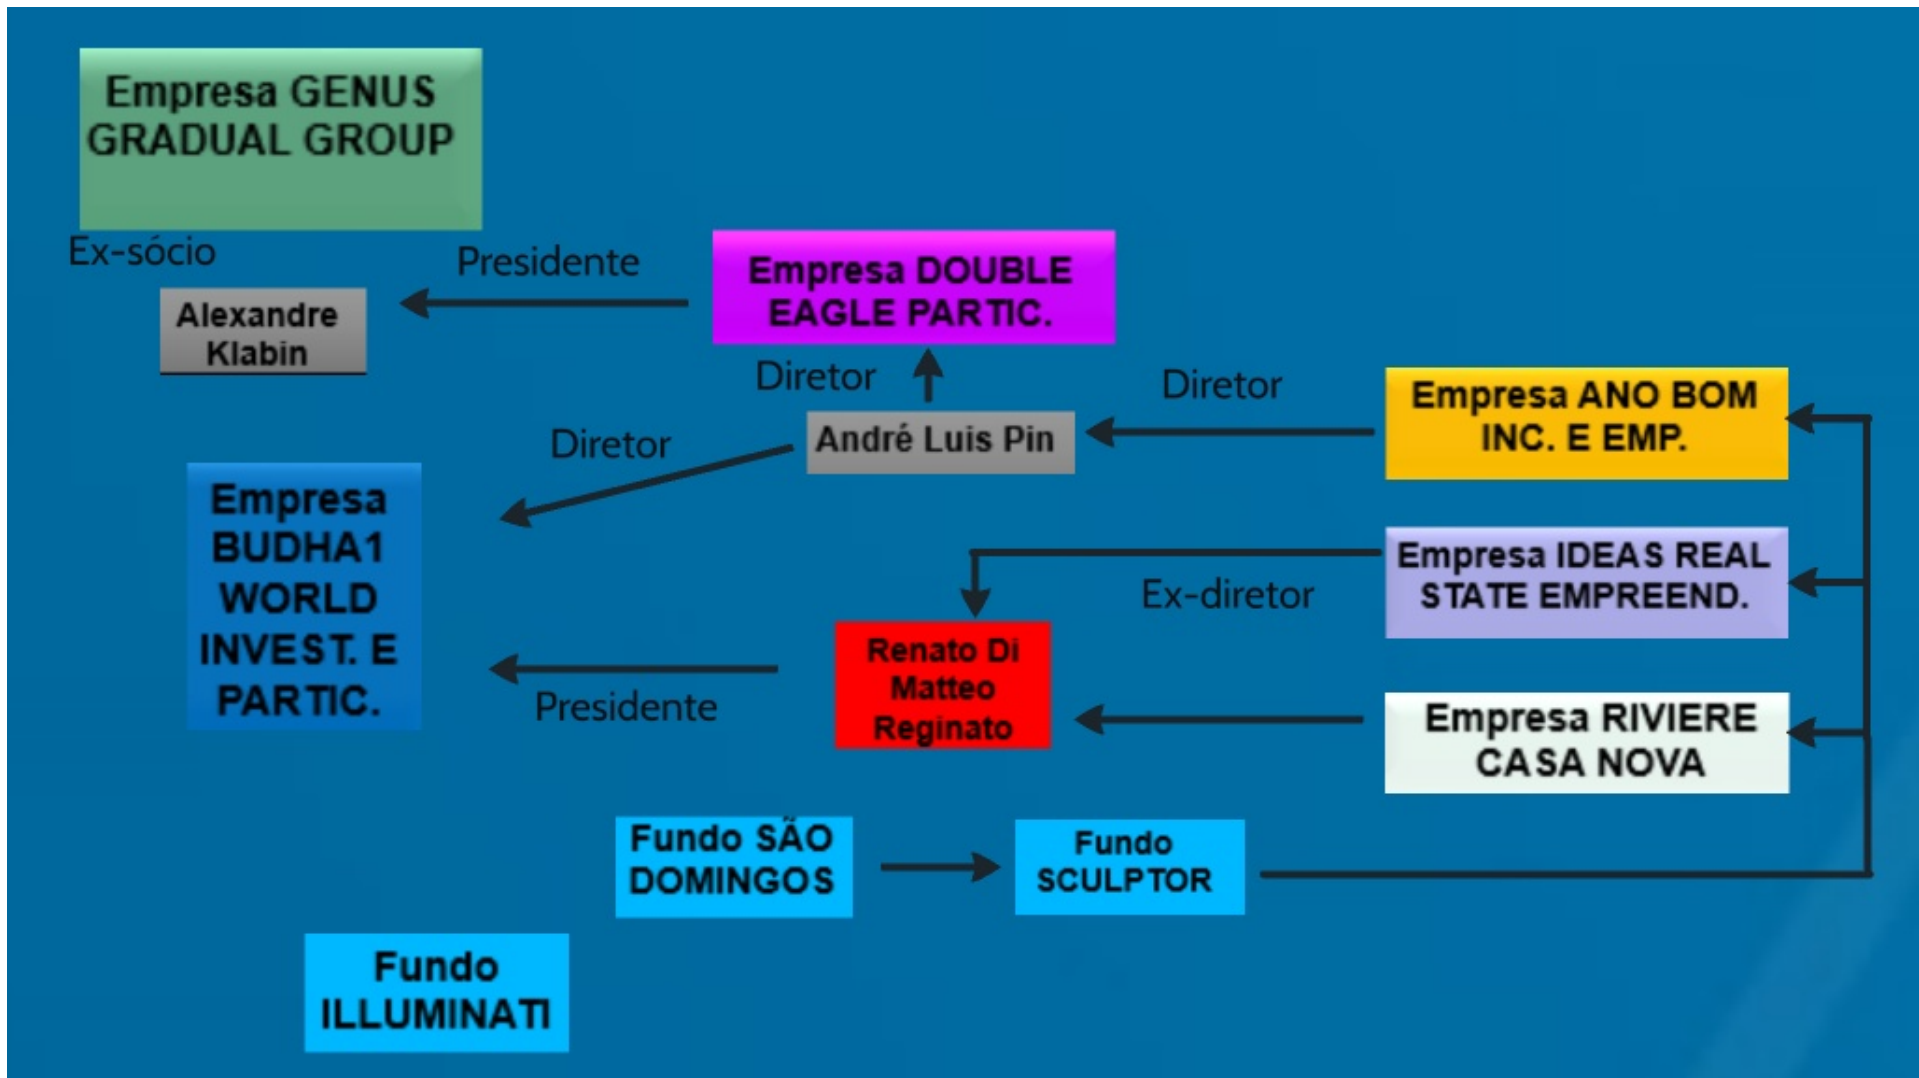 Empresa GENUS
GRADUAL GROUP
Ex-sócio
Presidente
Alexandre
Klabin
Empresa DOUBLE
EAGLE PARTIC.
Diretor
Diretor
Diretor
André Luis Pin
Empresa ANO BOM
INC. E EMP.
Empresa
BUDHA1
WORLD
INVEST. E
PARTIC.
Empresa IDEAS REAL
STATE EMPREEND.
Ex-diretor
Renato Di
Matteo
Reginato
Presidente
Empresa RIVIERE
CASA NOVA
Fundo SÃO
DOMINGOS
Fundo
SCULPTOR
Fundo
ILLUMINATI